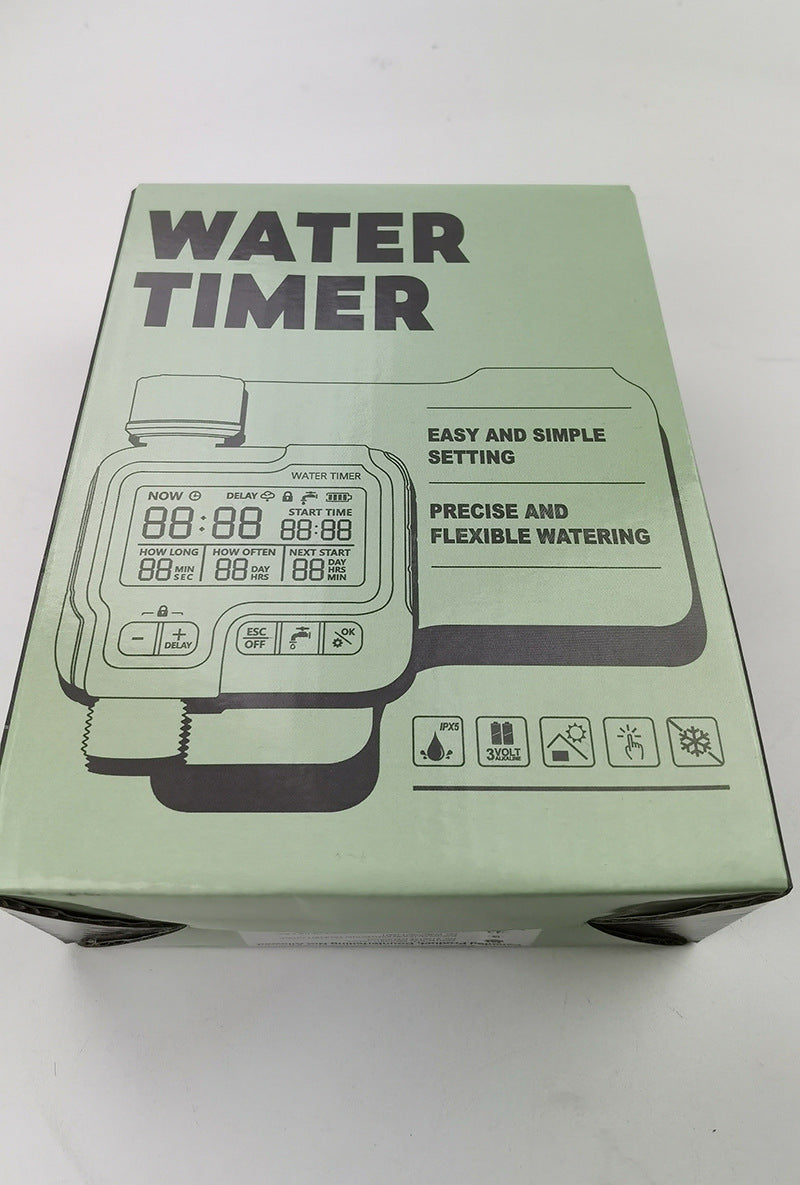 WATER
TIMER
EASY AND SIMPLE
SETTING
PRECISE AND
FLEXIBLE WATERING
WATER TIMER
NOW DELAY
88:88
START TIME
88:88
HOW LONG
88 MIN SEC
HOW OFTEN
88 DAY HRS
NEXT START
88 DAY HRS MIN
-
+
DELAY
ESC
OFF
OK
IPX5
3VOLT
ALKALINE